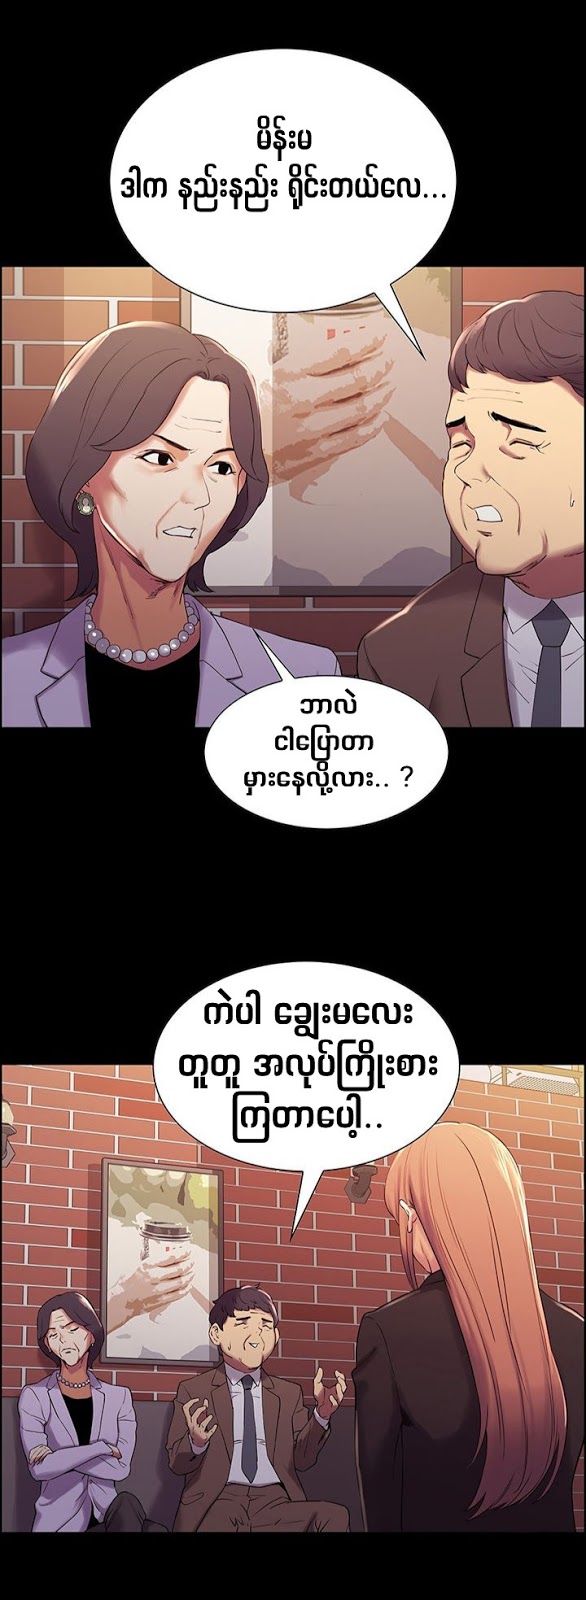 မိန်းမ
ဒါက နည်းနည်း ရိုင်းတယ်လေ...
ဘာလဲ
ငါပြောတာ
မှားနေလို့လား.. ?
ကဲပါ ချွေးမလေး
တူတူ အလုပ်ကြိုးစား
ကြတာပေါ့..